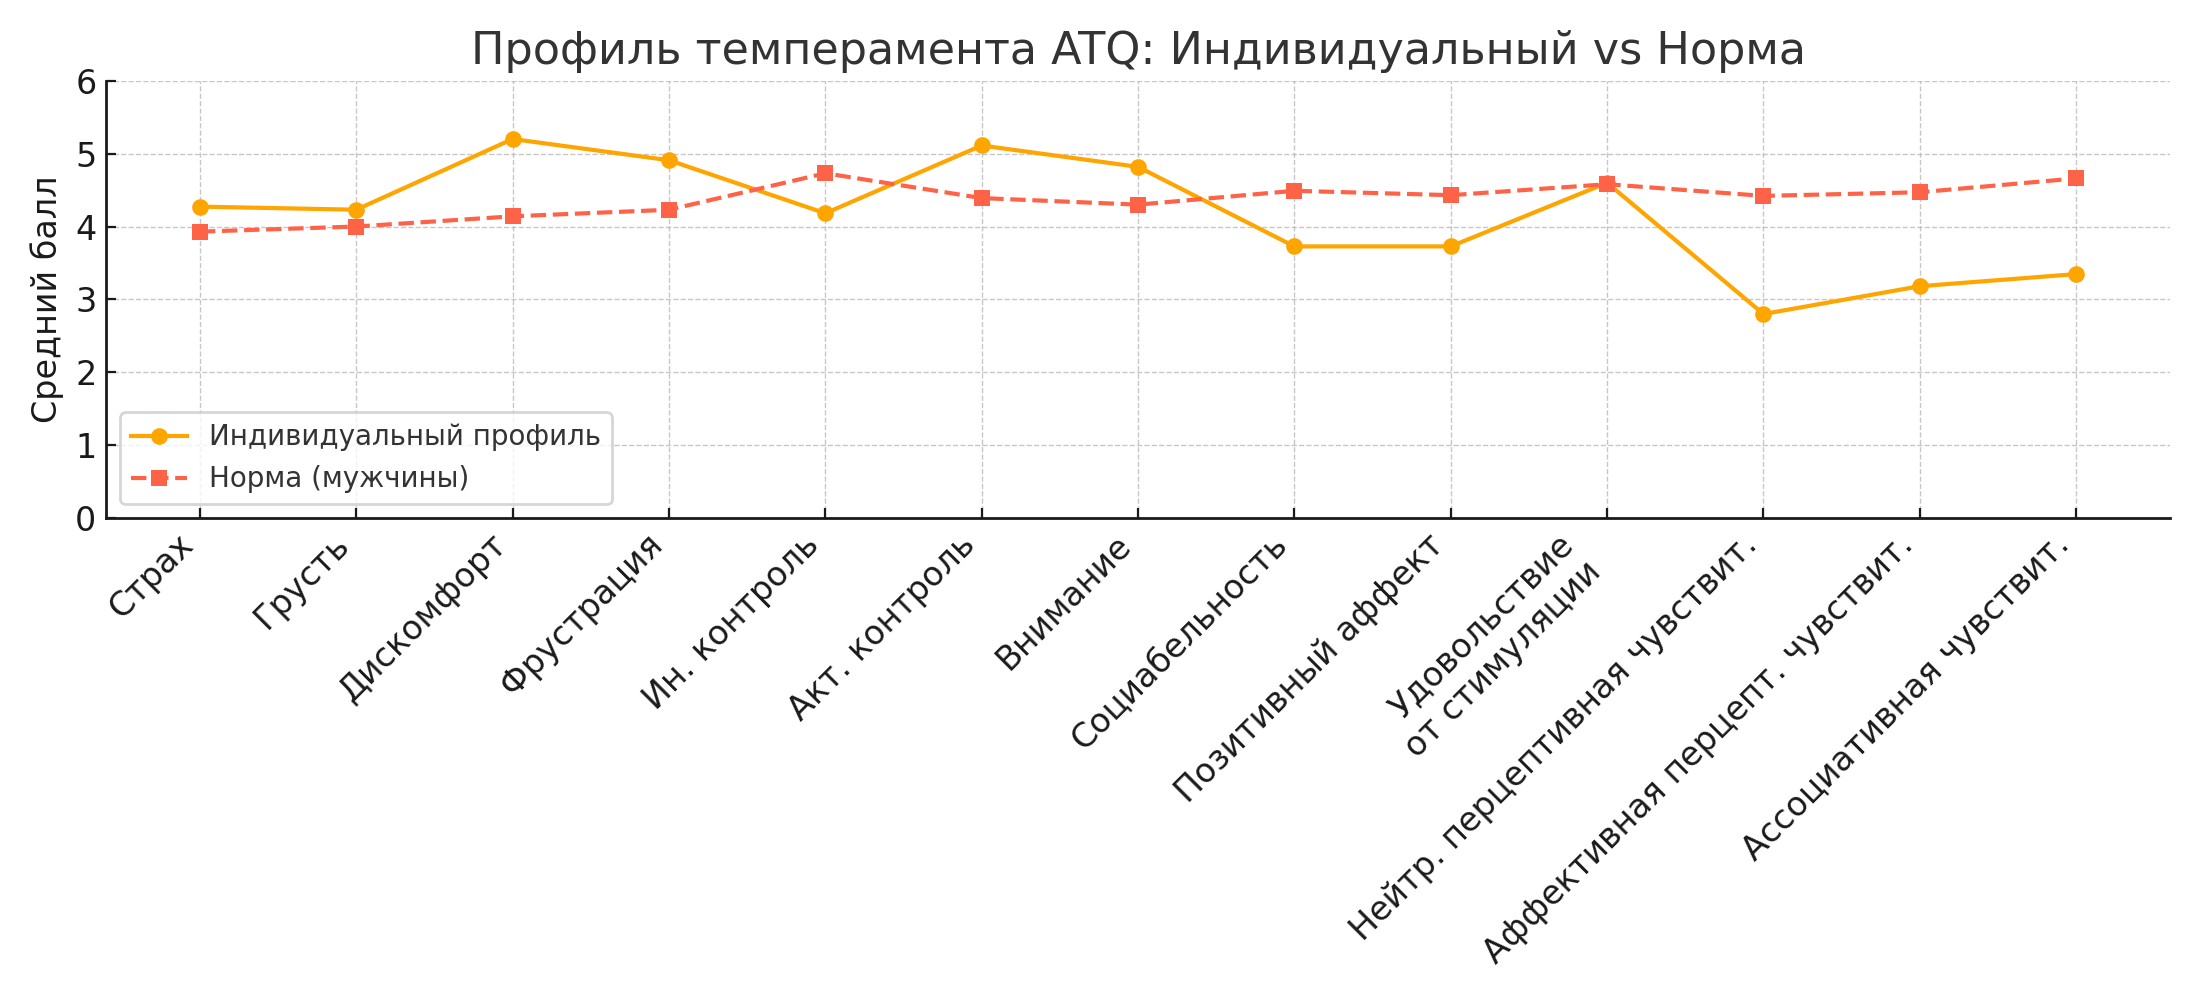 Профиль темперамента ATQ: Индивидуальный vs Норма
Средний балл
6
5
4
3
2
1
0
Индивидуальный профиль
Норма (мужчины)
Страх
Грусть
Дискомфорт
Фрустрация
Ин. контроль
Акт. контроль
Внимание
Социабельность
Позитивный аффект
Удовольствие
от стимуляции
Нейтр. перцептивная чувствит.
Аффективная перцепт. чувствит.
Ассоциативная чувствит.